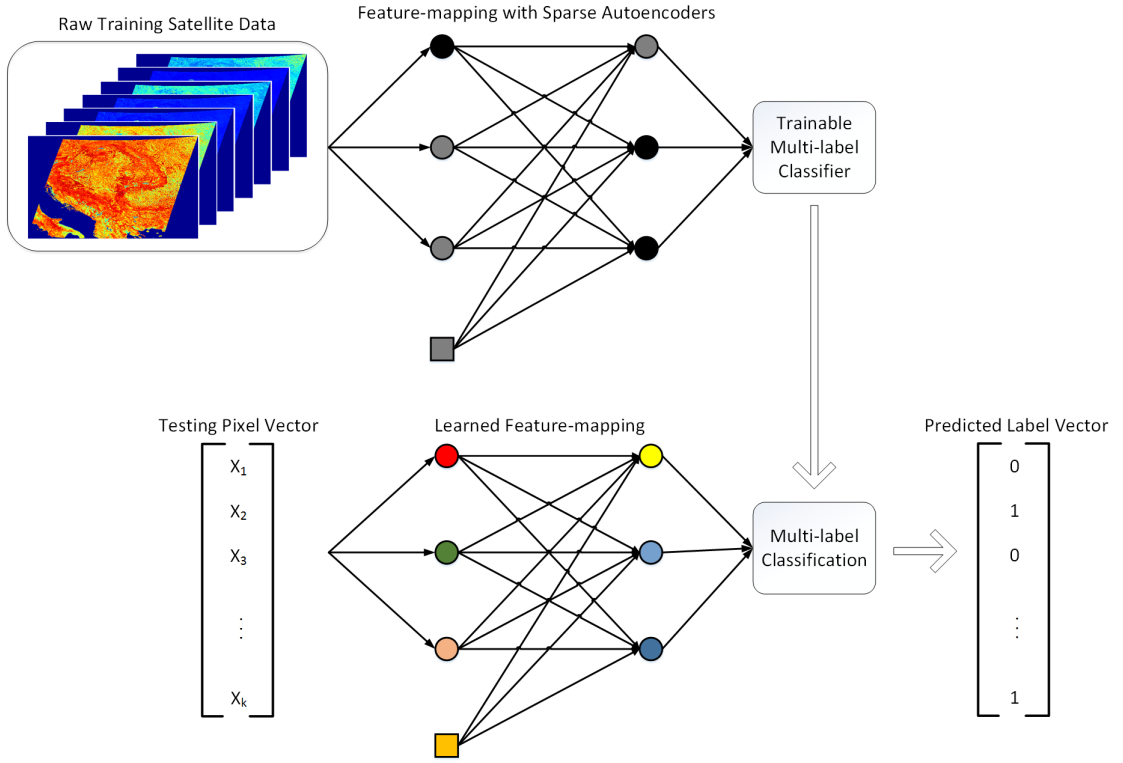 Feature-mapping with Sparse Autoencoders
Raw Training Satellite Data
Trainable
Multi-label
Classifier
Testing Pixel Vector
Learned Feature-mapping
Predicted Label Vector
X₁
X₂
X₃
⋮
Xₖ
Multi-label
Classification
0
1
0
⋮
1